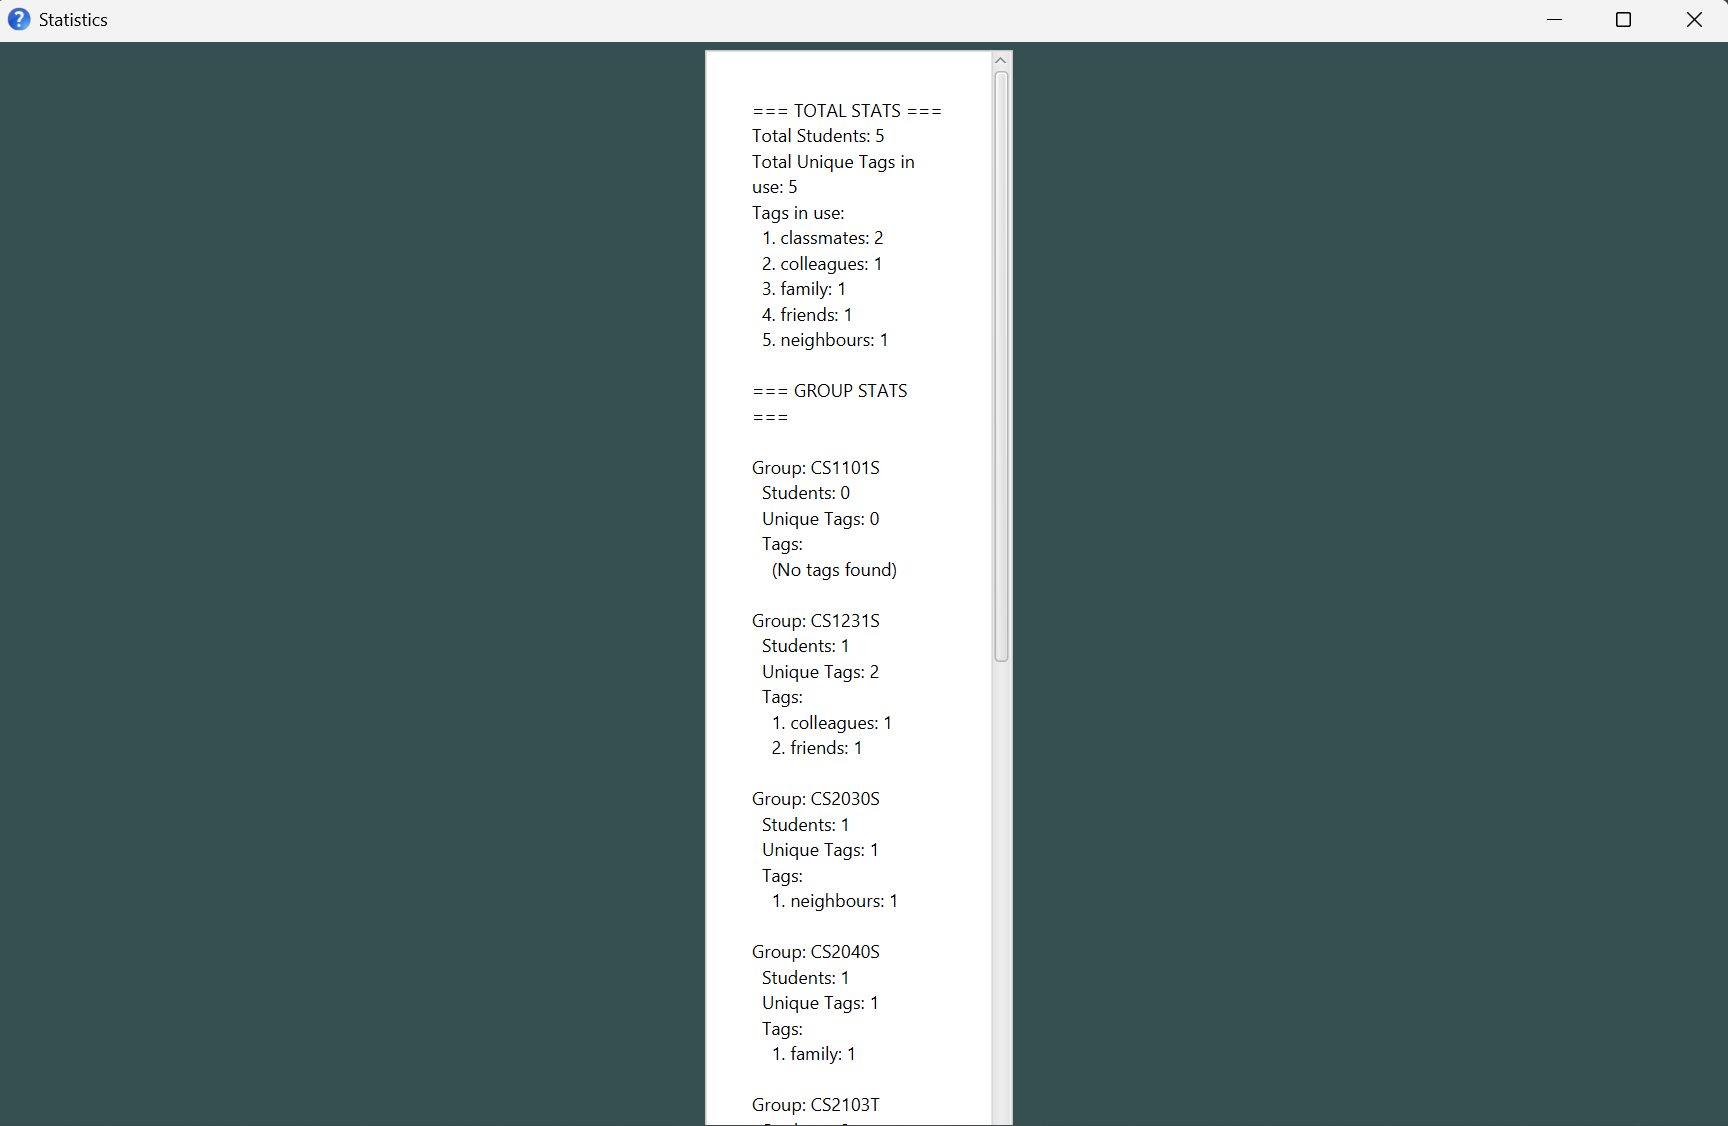 Statistics
=== TOTAL STATS ===
Total Students: 5
Total Unique Tags in
use: 5
Tags in use:
1. classmates: 2
2. colleagues: 1
3. family: 1
4. friends: 1
5. neighbours: 1
=== GROUP STATS
===
Group: CS1101S
Students: 0
Unique Tags: 0
Tags:
(No tags found)
Group: CS1231S
Students: 1
Unique Tags: 2
Tags:
1. colleagues: 1
2. friends: 1
Group: CS2030S
Students: 1
Unique Tags: 1
Tags:
1. neighbours: 1
Group: CS2040S
Students: 1
Unique Tags: 1
Tags:
1. family: 1
Group: CS2103T